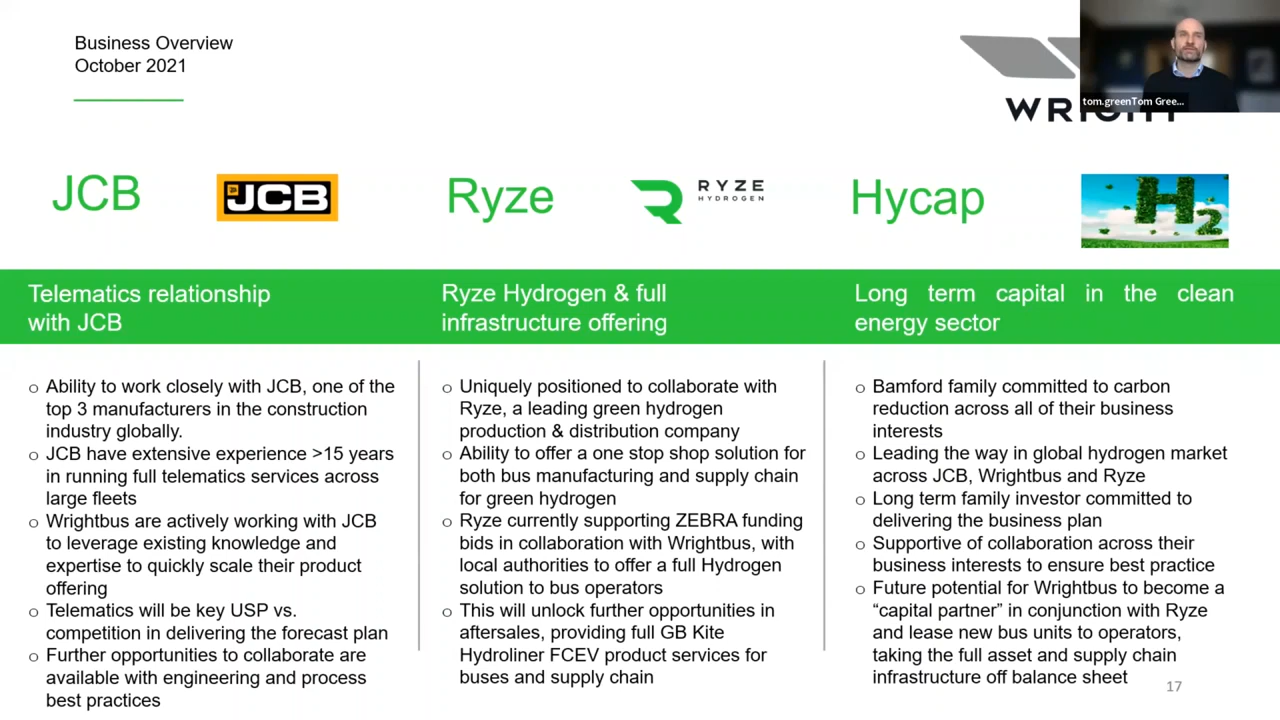 Business Overview
October 2021
tom.greenTom Gree...
JCB
JCB
Ryze
RYZE
HYDROGEN
Hycap
H2
Telematics relationship
with JCB
Ryze Hydrogen & full
infrastructure offering
Long term capital in the clean
energy sector
o Ability to work closely with JCB, one of the
top 3 manufacturers in the construction
industry globally.
o JCB have extensive experience >15 years
in running full telematics services across
large fleets
o Wrightbus are actively working with JCB
to leverage existing knowledge and
expertise to quickly scale their product
offering
o Telematics will be key USP vs.
competition in delivering the forecast plan
o Further opportunities to collaborate are
available with engineering and process
best practices
o Uniquely positioned to collaborate with
Ryze, a leading green hydrogen
production & distribution company
o Ability to offer a one stop shop solution for
both bus manufacturing and supply chain
for green hydrogen
o Ryze currently supporting ZEBRA funding
bids in collaboration with Wrightbus, with
local authorities to offer a full Hydrogen
solution to bus operators
o This will unlock further opportunities in
aftersales, providing full GB Kite
Hydroliner FCEV product services for
buses and supply chain
o Bamford family committed to carbon
reduction across all of their business
interests
o Leading the way in global hydrogen market
across JCB, Wrightbus and Ryze
o Long term family investor committed to
delivering the business plan
o Supportive of collaboration across their
business interests to ensure best practice
o Future potential for Wrightbus to become a
“capital partner” in conjunction with Ryze
and lease new bus units to operators,
taking the full asset and supply chain
infrastructure off balance sheet
17